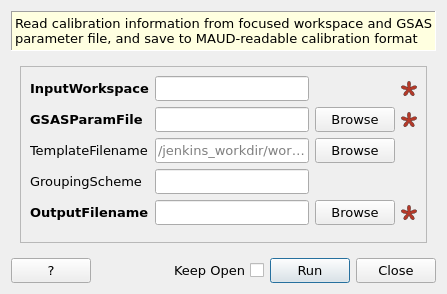 Read calibration information from focused workspace and GSAS
parameter file, and save to MAUD-readable calibration format
InputWorkspace
GSASParamFile Browse
TemplateFilename /jenkins_workdir/wor... Browse
GroupingScheme
OutputFilename Browse
? Keep Open Run Close